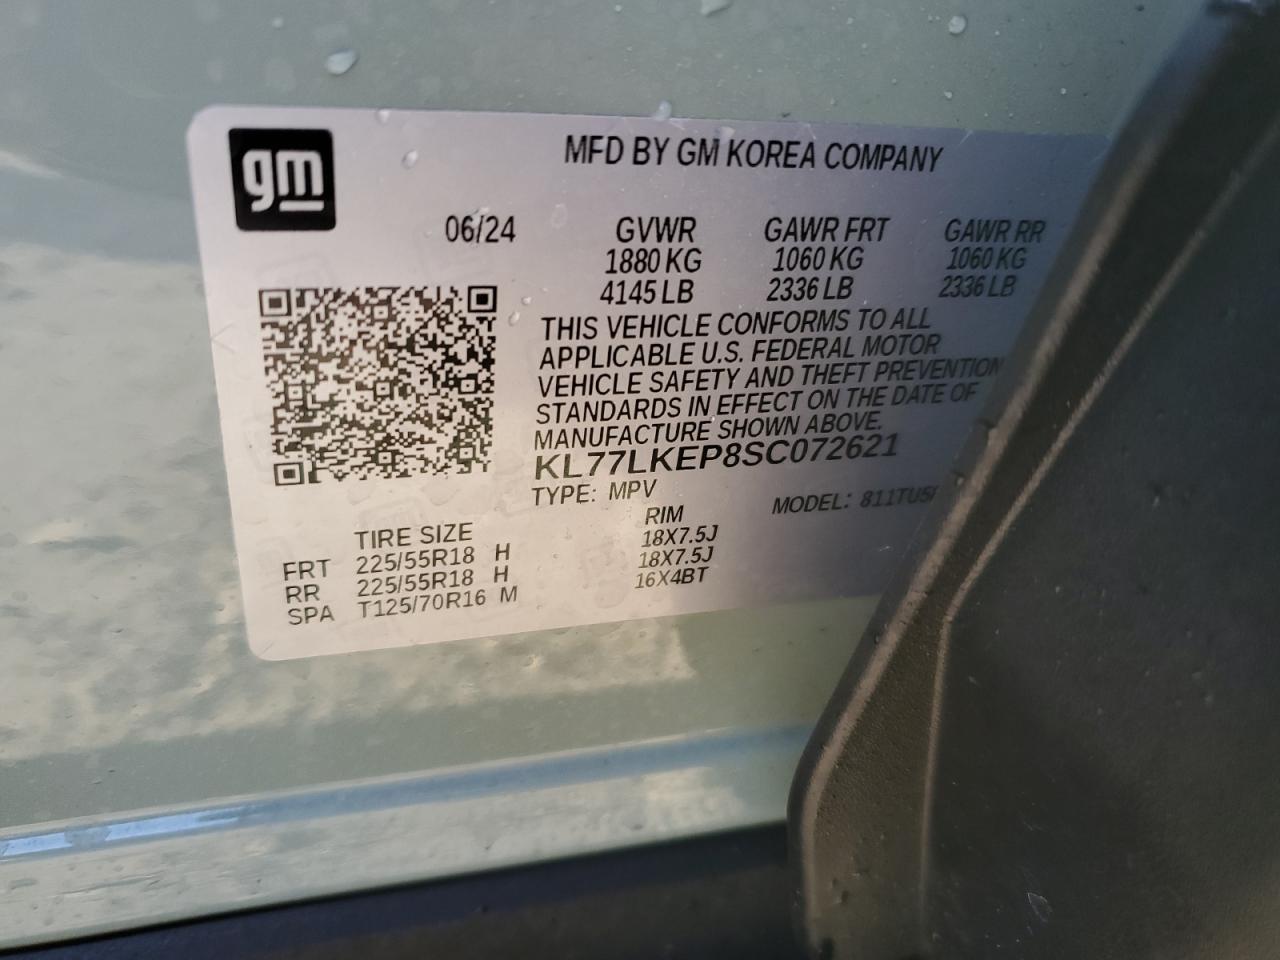 gm
MFD BY GM KOREA COMPANY
06/24 GVWR GAWR FRT GAWR RR
1880 KG 1060 KG 1060 KG
4145 LB 2336 LB 2336 LB
THIS VEHICLE CONFORMS TO ALL
APPLICABLE U.S. FEDERAL MOTOR
VEHICLE SAFETY AND THEFT PREVENTION
STANDARDS IN EFFECT ON THE DATE OF
MANUFACTURE SHOWN ABOVE.
KL77LKEP8SC072621
TYPE: MPV MODEL:
TIRE SIZE RIM
FRT 225/55R18 H 18X7.5J
RR 225/55R18 H 18X7.5J
SPA T125/70R16 M 16X4BT